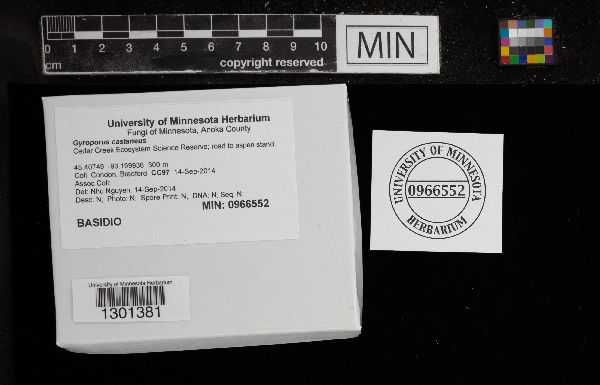 0 1 2 3 4 5 6 7 8 9 10
cm
copyright reserved
MIN
University of Minnesota Herbarium
Fungi of Minnesota, Anoka County
Gyroporus castaneus
Cedar Creek Ecosystem Science Reserve; road to aspen stand.
45.40749 -93.199936 300 m
Coll: Condon, Bradford CC97 14-Sep-2014
Assoc Coll:
Det: Nhu Nguyen, 14-Sep-2014
Desc: N, Photo: N; Spore Print: N, DNA: N; Seq: N:
MIN: 0966552
BASIDIO
University of Minnesota Herbarium
1301381
UNIVERSITY OF MINNESOTA
0966552
HERBARIUM